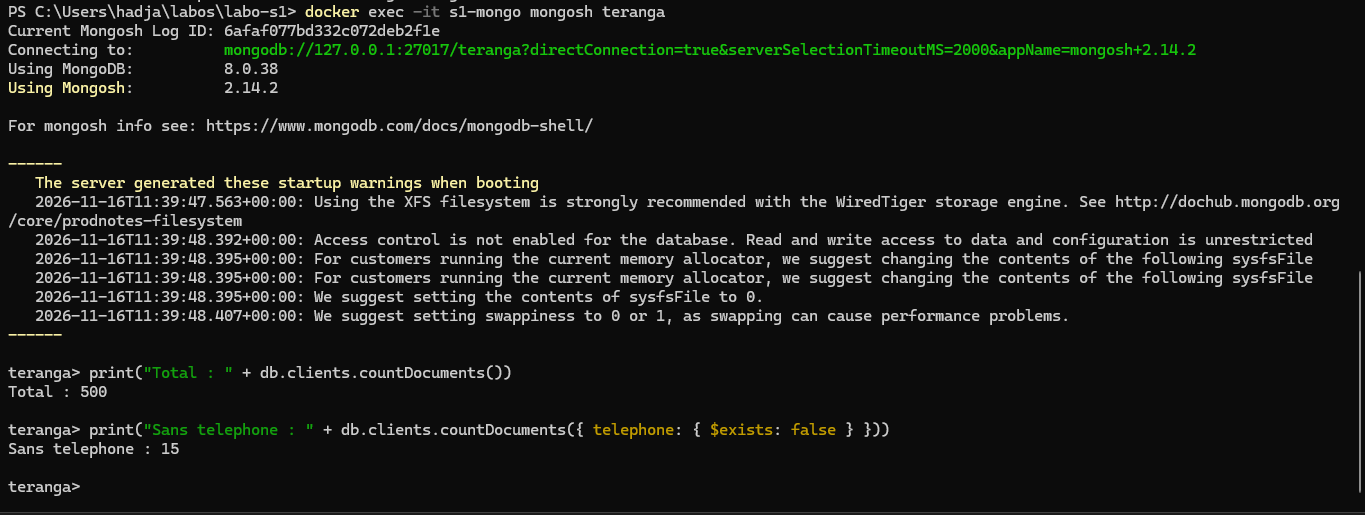 PS C:\Users\hadja\labos\labo-s1> docker exec -it s1-mongo mongosh teranga
Current Mongosh Log ID: 6afaf077bd332c072deb2f1e
Connecting to:          mongodb://127.0.0.1:27017/teranga?directConnection=true&serverSelectionTimeoutMS=2000&appName=mongosh+2.14.2
Using MongoDB:          8.0.38
Using Mongosh:          2.14.2
For mongosh info see: https://www.mongodb.com/docs/mongodb-shell/
------
   The server generated these startup warnings when booting
   2026-11-16T11:39:47.563+00:00: Using the XFS filesystem is strongly recommended with the WiredTiger storage engine. See http://dochub.mongodb.org
/core/prodnotes-filesystem
   2026-11-16T11:39:48.392+00:00: Access control is not enabled for the database. Read and write access to data and configuration is unrestricted
   2026-11-16T11:39:48.395+00:00: For customers running the current memory allocator, we suggest changing the contents of the following sysfsFile
   2026-11-16T11:39:48.395+00:00: For customers running the current memory allocator, we suggest changing the contents of the following sysfsFile
   2026-11-16T11:39:48.395+00:00: We suggest setting the contents of sysfsFile to 0.
   2026-11-16T11:39:48.407+00:00: We suggest setting swappiness to 0 or 1, as swapping can cause performance problems.
------
teranga> print("Total : " + db.clients.countDocuments())
Total : 500
teranga> print("Sans telephone : " + db.clients.countDocuments({ telephone: { $exists: false } }))
Sans telephone : 15
teranga>